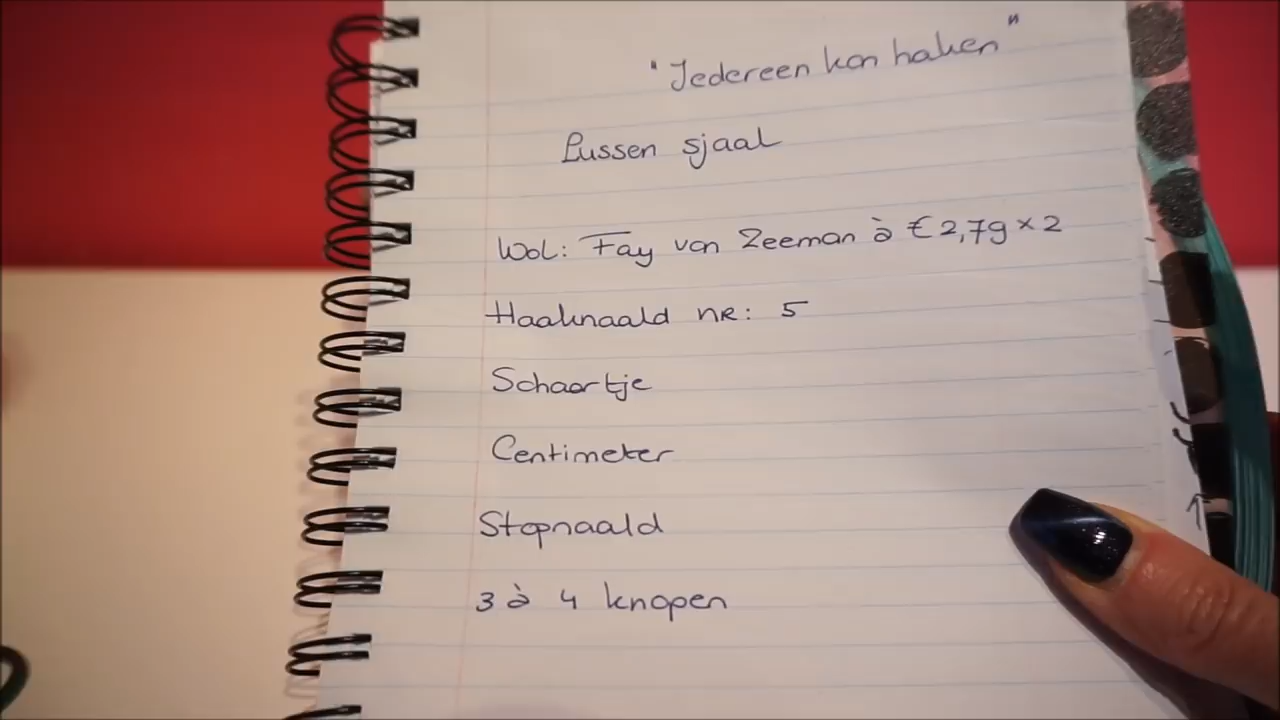 "Iedereen kan haken"
Lussen sjaal
Wol: Fay van Zeeman à € 2,79 x 2
Haaknaald nr: 5
Schaartje
Centimeter
Stopnaald
3 à 4 knopen